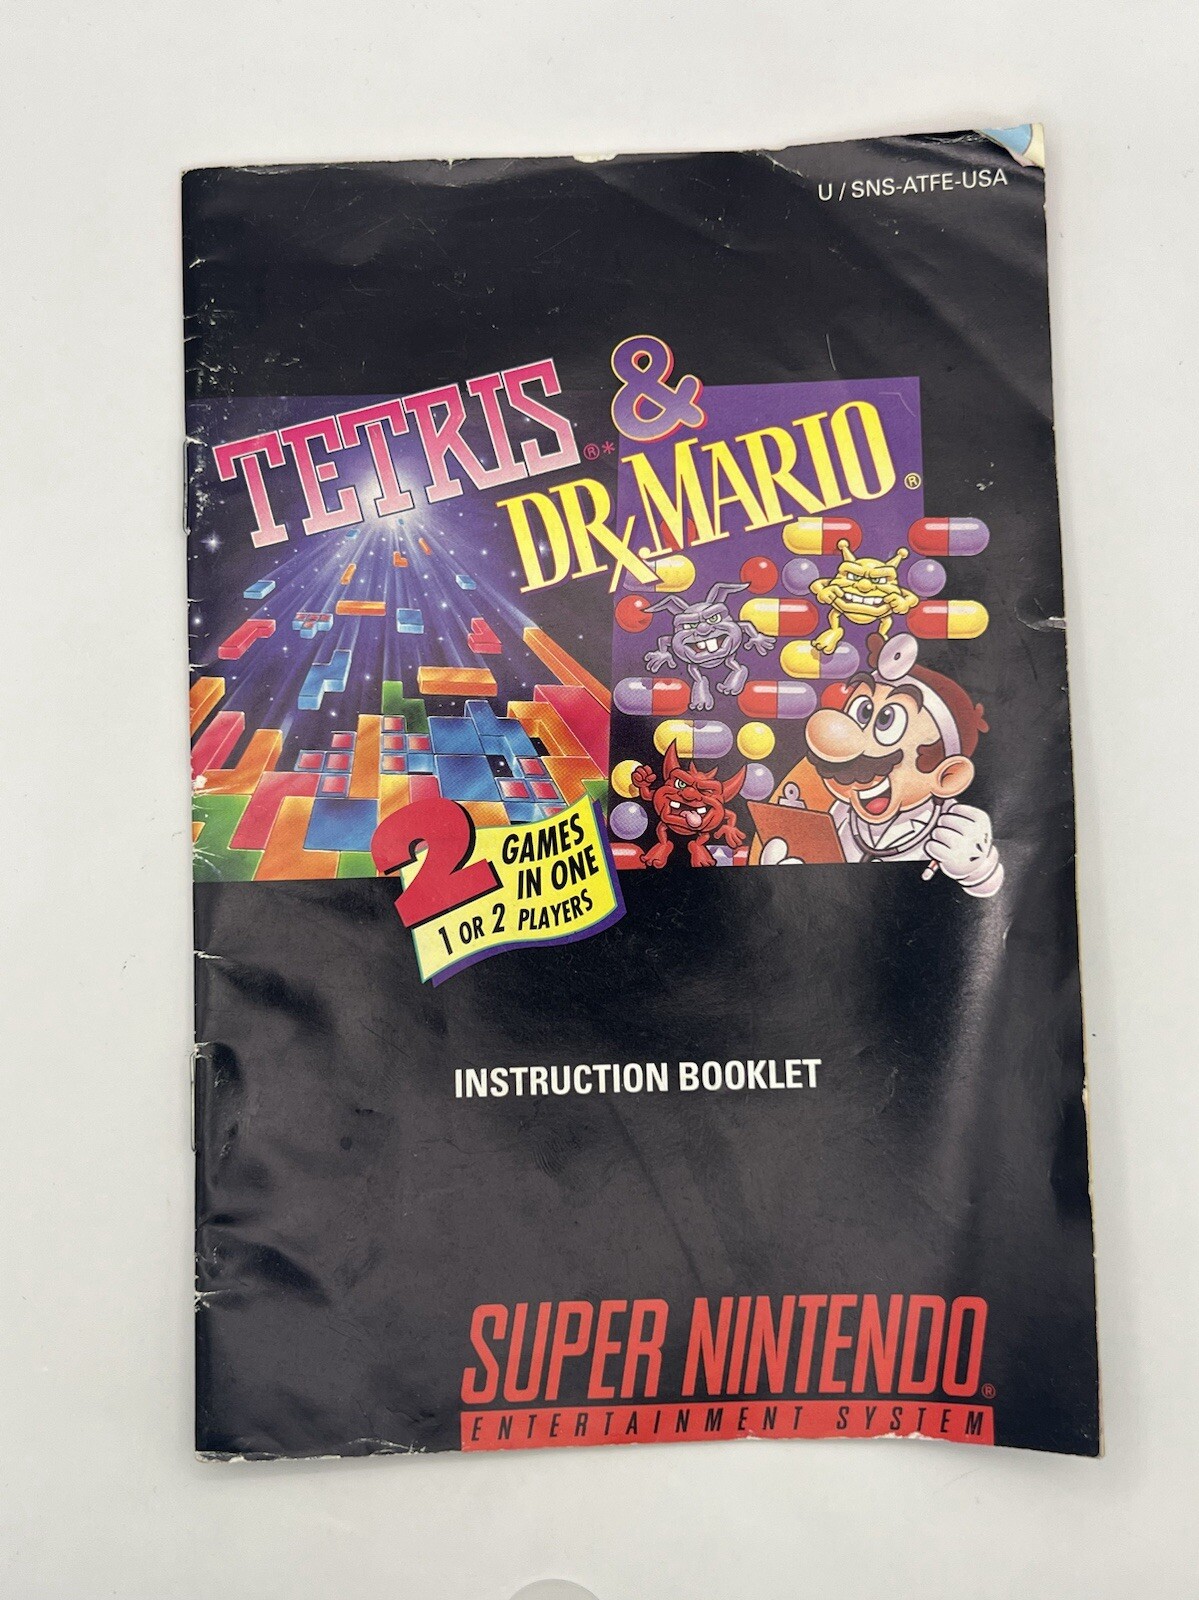 U / SNS-ATFE-USA
TETRIS®* &
DR. MARIO®
2 GAMES
IN ONE
1 OR 2 PLAYERS
INSTRUCTION BOOKLET
SUPER NINTENDO®
ENTERTAINMENT SYSTEM